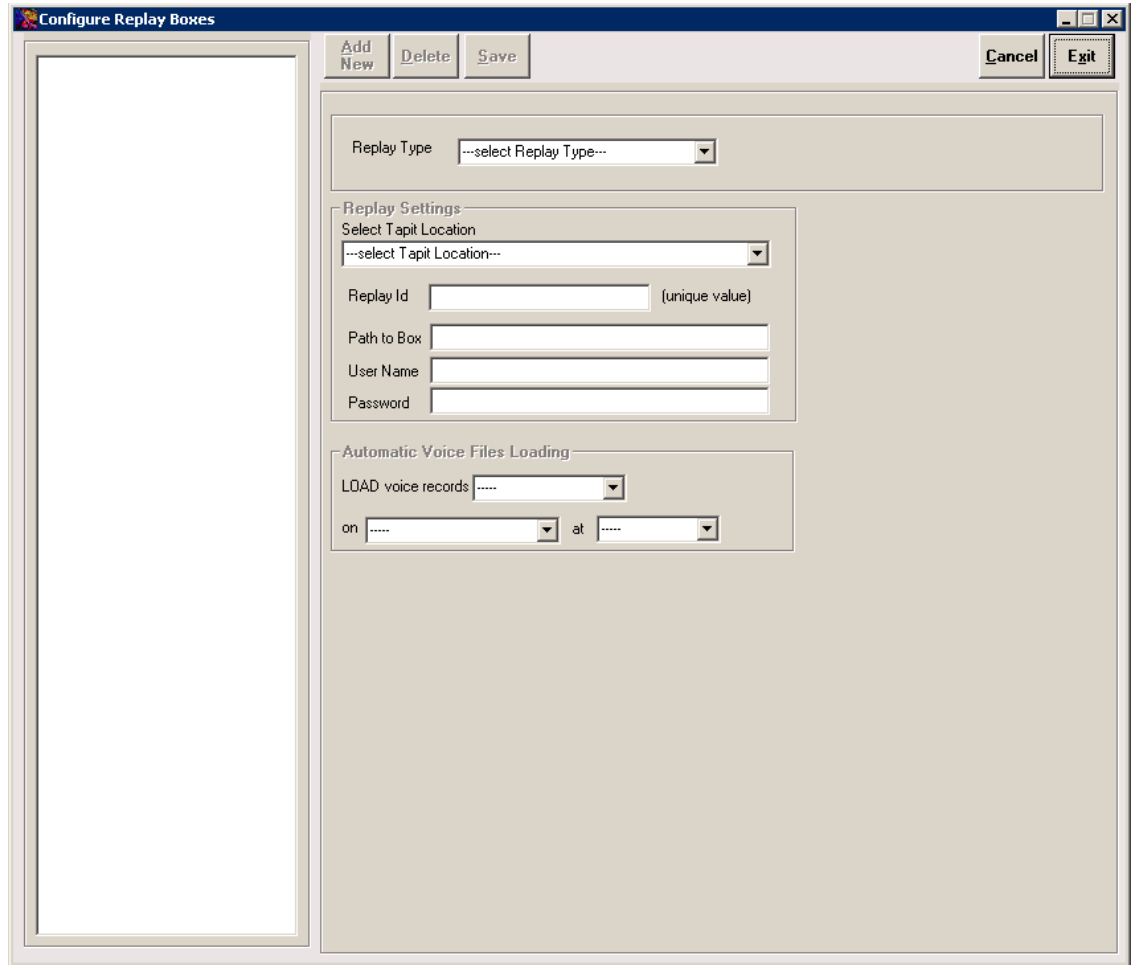 Configure Replay Boxes
Add New
Delete
Save
Cancel
Exit
Replay Type ---select Replay Type---
Replay Settings
Select Tapit Location
---select Tapit Location---
Replay Id (unique value)
Path to Box
User Name
Password
Automatic Voice Files Loading
LOAD voice records -----
on ----- at -----